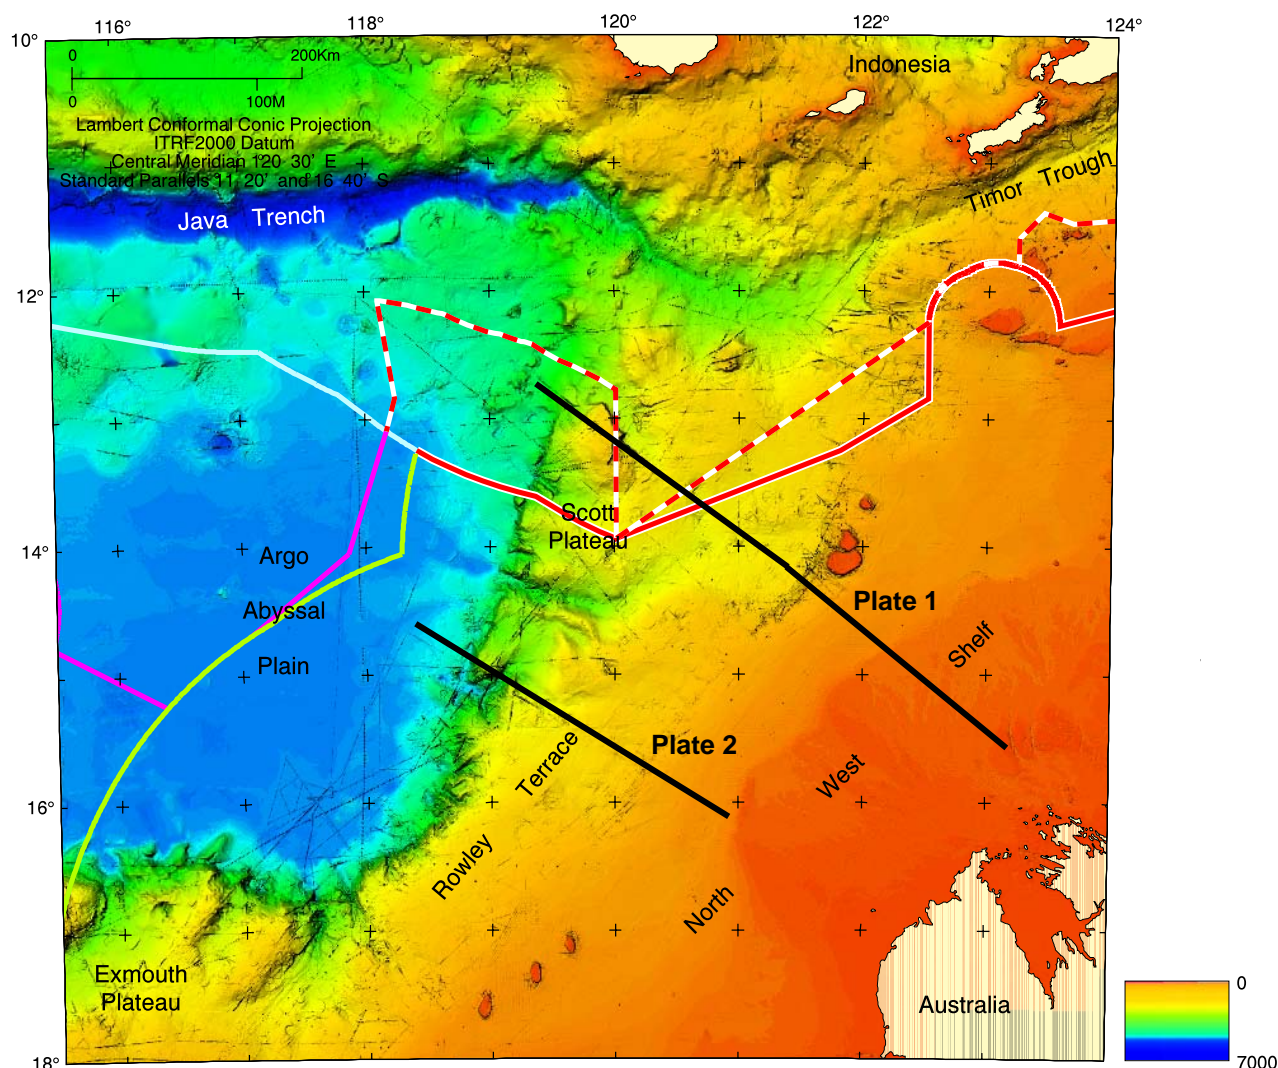 116° 118° 120° 122° 124°
10°
0 200Km
0 100M
Lambert Conformal Conic Projection
ITRF2000 Datum
Central Meridian 120° 30' E
Standard Parallels 11° 20' and 16° 40' S
Indonesia
Timor Trough
Java Trench
12°
Scott
Plateau
14°
Argo
Abyssal
Plain
Plate 1
Shelf
Plate 2
Terrace
West
16°
Rowley
North
Exmouth
Plateau
Australia
18°
0
7000